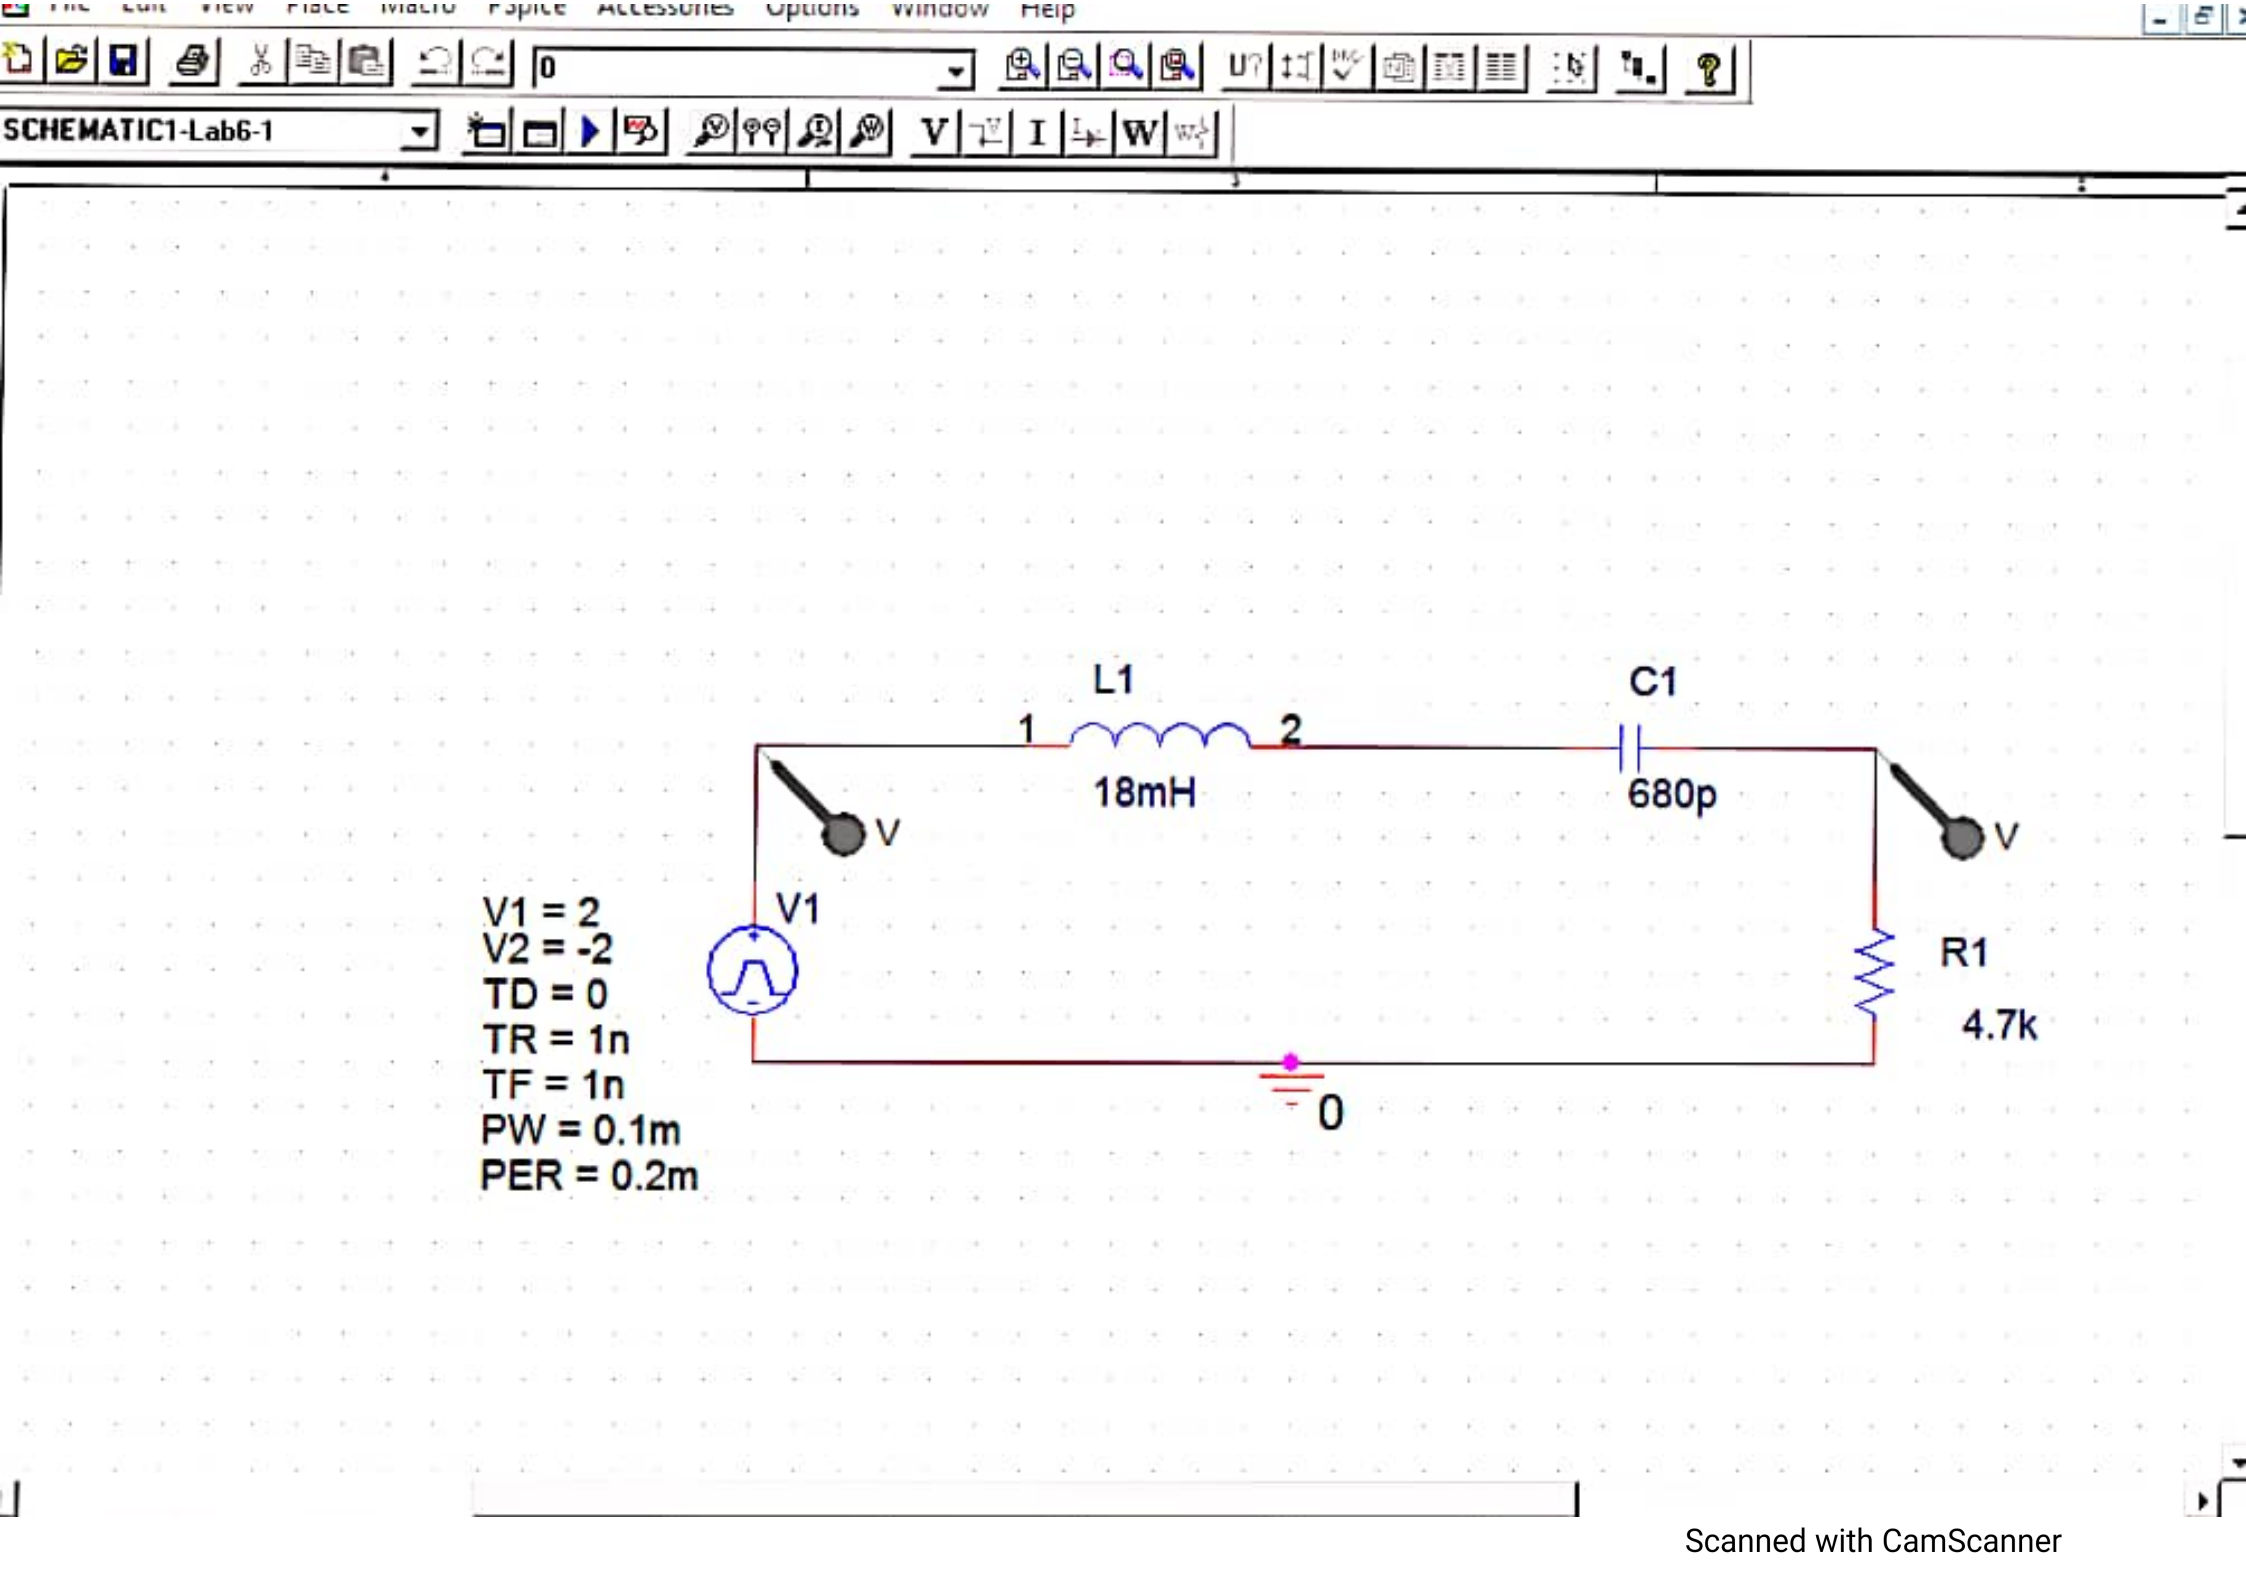 File Edit View Place Macro PSpice Accessories Options Window Help
0
U?
SCHEMATIC1-Lab6-1
V I W
L1 C1
1 2
18mH 680p
V V
V1
V1 = 2
V2 = -2
TD = 0
TR = 1n
TF = 1n
PW = 0.1m
PER = 0.2m
R1
4.7k
0
Scanned with CamScanner